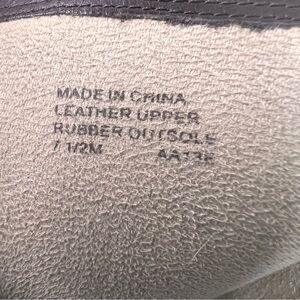 MADE IN CHINA
LEATHER UPPER
RUBBER OUTSOLE
7 1/2M